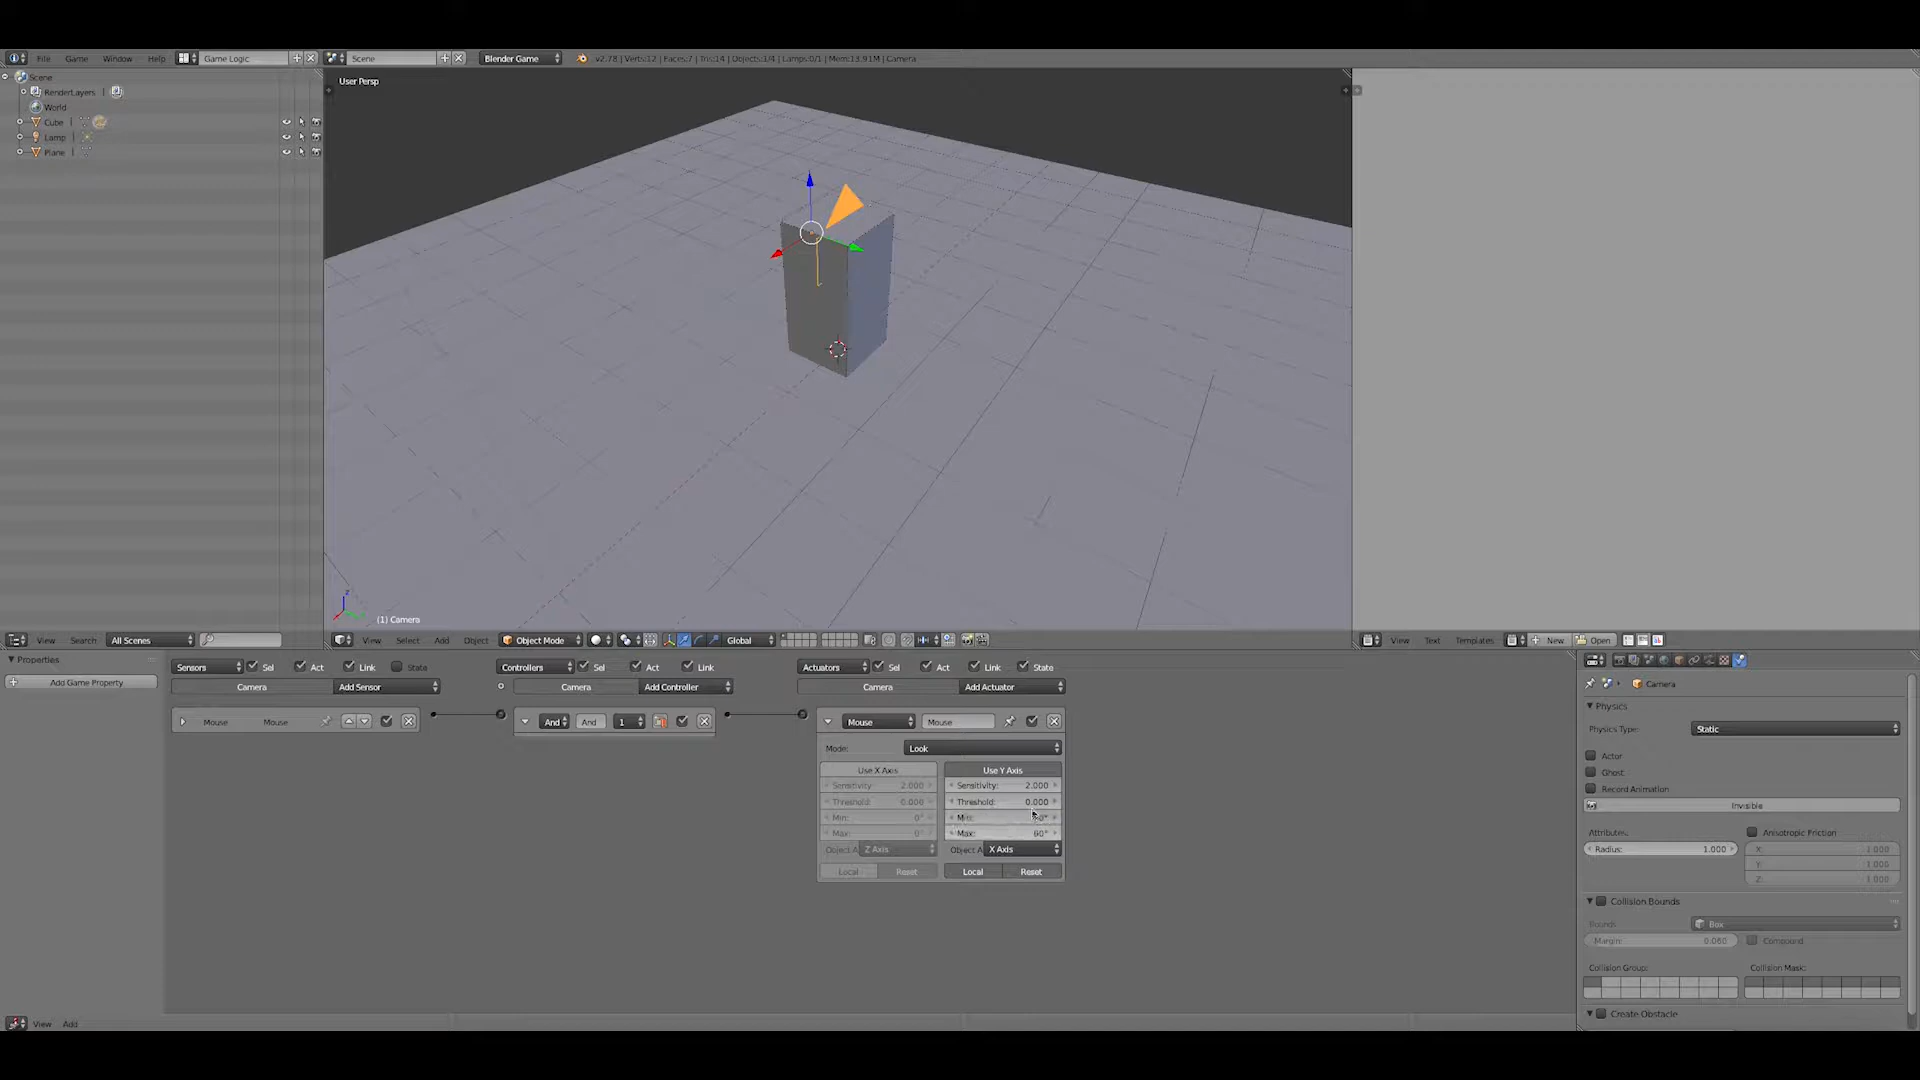 File Game Window Help Game Logic Scene Blender Game v2.78 | Verts:12 | Faces:7 | Tris:14 | Objects:1/4 | Lamps:0/1 | Mem:13.91M | Camera
Scene
RenderLayers |
World
Cube |
Lamp |
Plane |
User Persp
(1) Camera
View Search All Scenes
View Select Add Object Object Mode Global
View Text Templates New Open
Properties
Add Game Property
Sensors Sel Act Link State
Camera Add Sensor
Mouse Mouse
Controllers Sel Act Link
Camera Add Controller
And And 1
Actuators Sel Act Link State
Camera Add Actuator
Mouse Mouse
Mode: Look
Use X Axis Use Y Axis
Sensitivity: 2.000 Sensitivity: 2.000
Threshold: 0.000 Threshold: 0.000
Min: 0° Min:
Max: 0° Max: 60°
Object A Z Axis Object A X Axis
Local Reset Local Reset
Camera
Physics
Physics Type: Static
Actor
Ghost
Record Animation
Invisible
Attributes: Anisotropic Friction
Radius: 1.000 X: 1.000
Y: 1.000
Z: 1.000
Collision Bounds
Bounds Box
Margin: 0.060 Compound
Collision Group: Collision Mask:
Create Obstacle
View Add